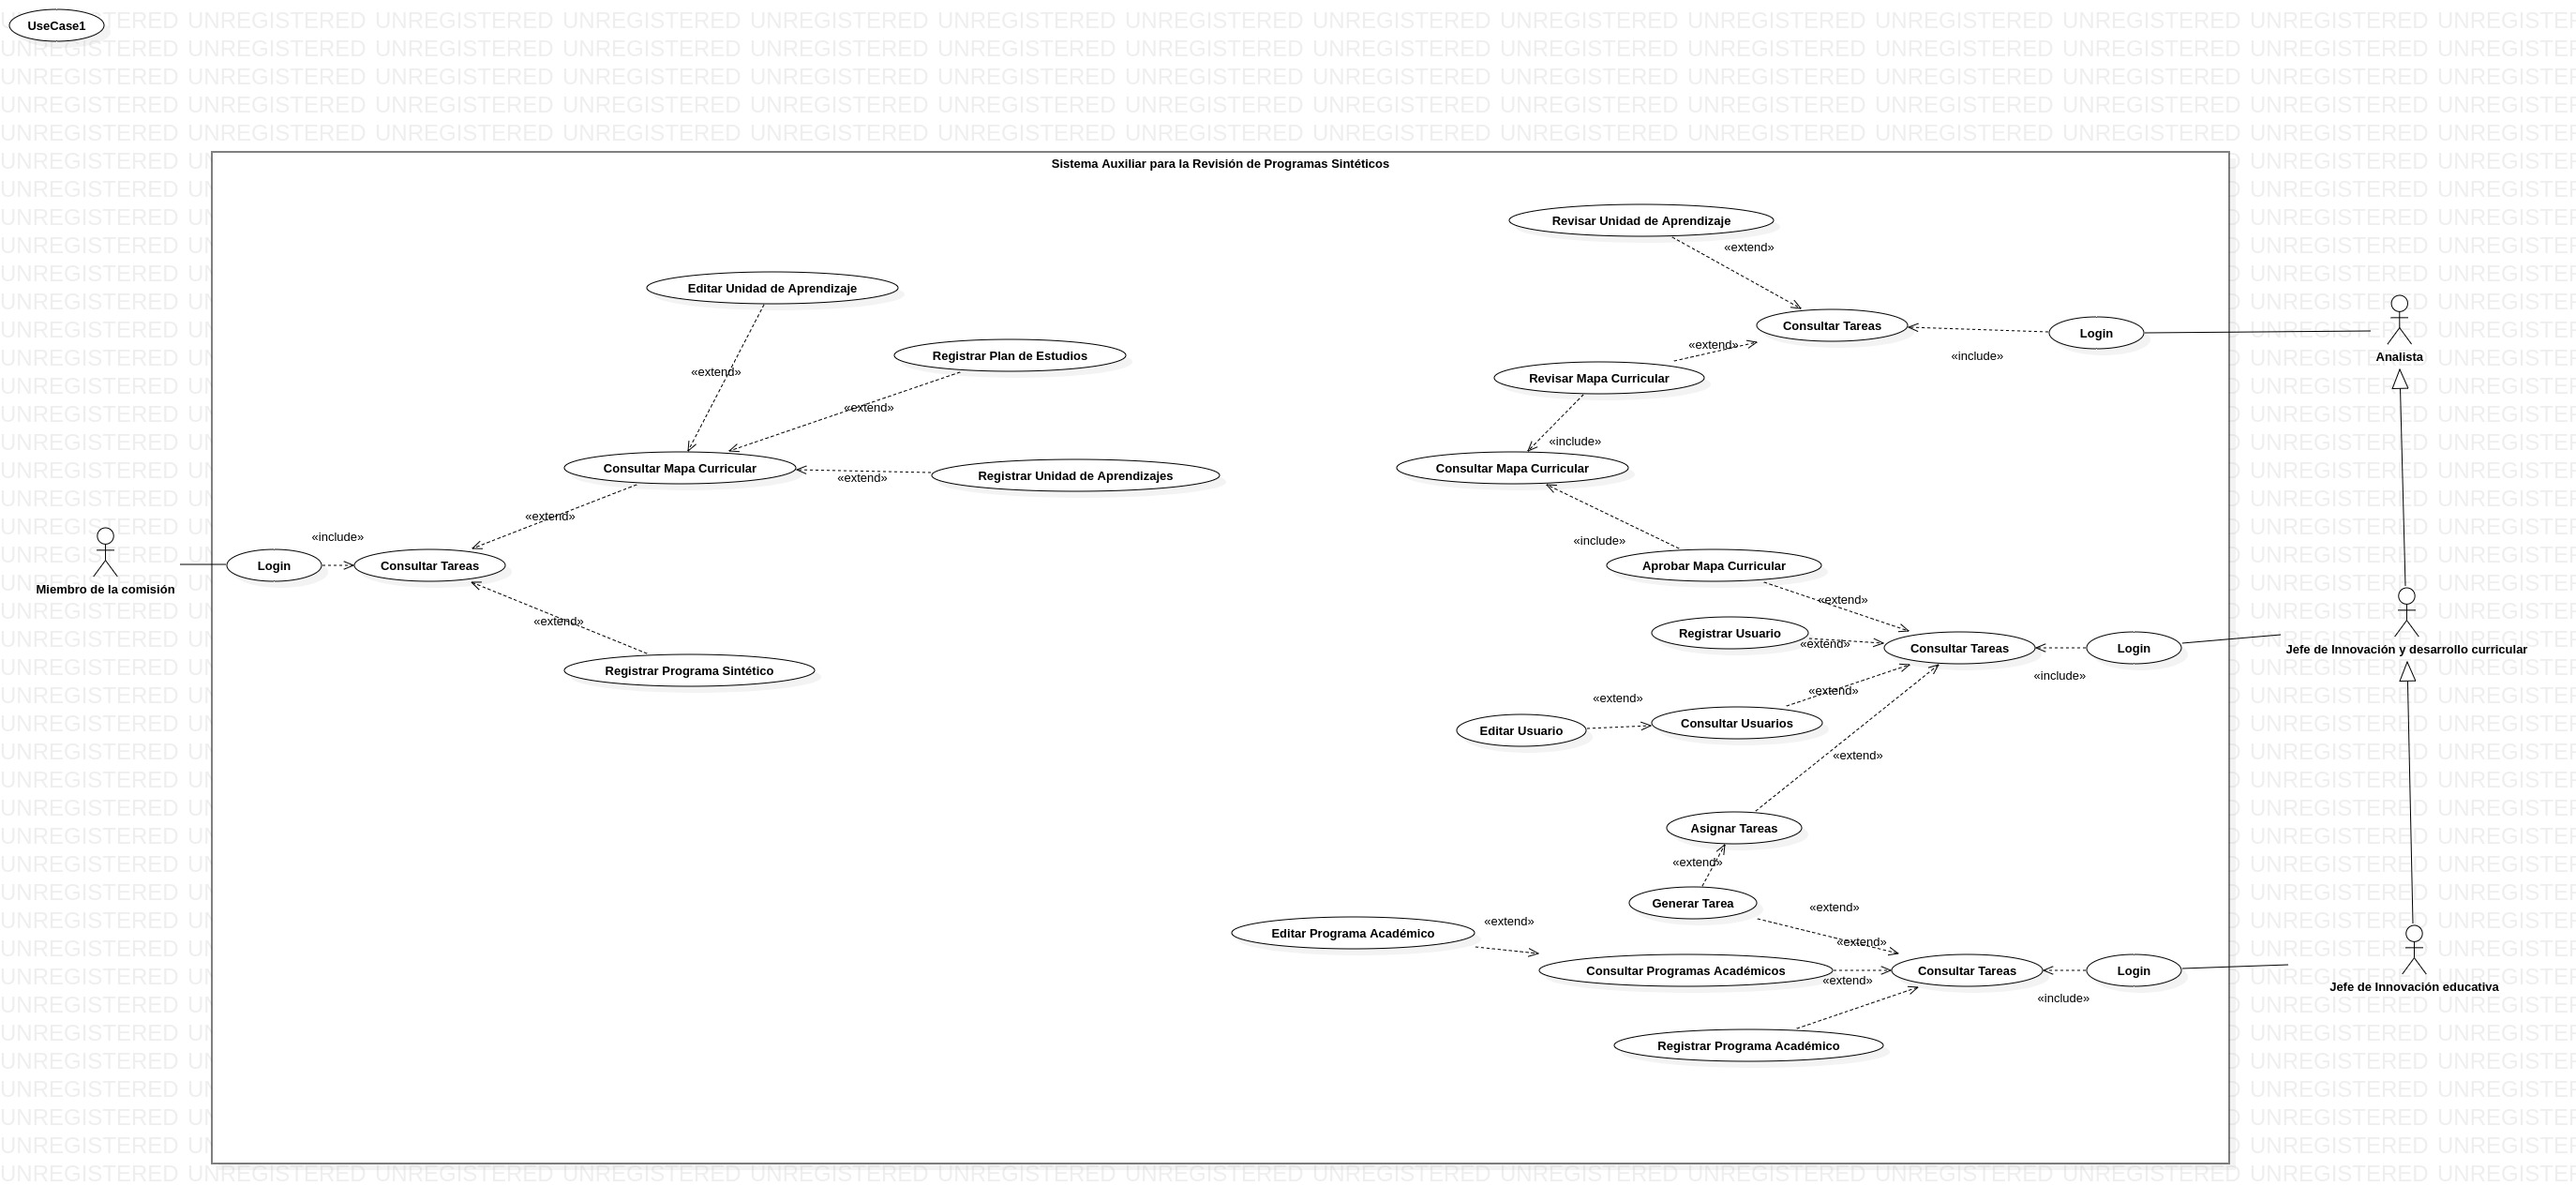 UseCase1
Sistema Auxiliar para la Revisión de Programas Sintéticos
Revisar Unidad de Aprendizaje
«extend»
Editar Unidad de Aprendizaje
Consultar Tareas
Login
«extend»
«include»
Analista
Registrar Plan de Estudios
«extend»
Revisar Mapa Curricular
«extend»
«include»
Consultar Mapa Curricular
Consultar Mapa Curricular
Registrar Unidad de Aprendizajes
«extend»
«extend»
«include»
«include»
Aprobar Mapa Curricular
Login
Consultar Tareas
Miembro de la comisión
«extend»
«extend»
Registrar Usuario
«extend»
Consultar Tareas
Login
Jefe de Innovación y desarrollo curricular
Registrar Programa Sintético
«include»
«extend»
«extend»
Editar Usuario
Consultar Usuarios
«extend»
Asignar Tareas
«extend»
Generar Tarea
«extend»
«extend»
Editar Programa Académico
«extend»
Consultar Programas Académicos
Consultar Tareas
Login
«extend»
Jefe de Innovación educativa
«include»
Registrar Programa Académico
UNREGISTERED